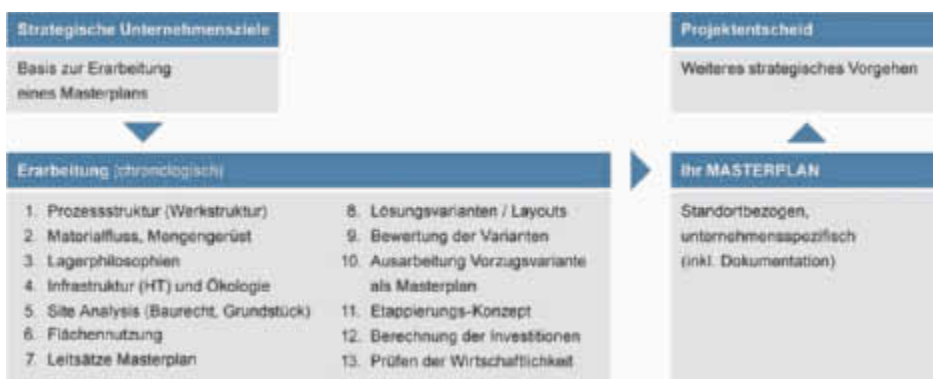 Strategische Unternehmensziele
Basis zur Erarbeitung
eines Masterplans
Projektentscheid
Weiteres strategisches Vorgehen
Erarbeitung (chronologisch)
1. Prozessstruktur (Werkstruktur)
2. Materialfluss, Mengengerüst
3. Lagerphilosophien
4. Infrastruktur (HT) und Ökologie
5. Site Analysis (Baurecht, Grundstück)
6. Flächennutzung
7. Leitsätze Masterplan
8. Lösungsvarianten / Layouts
9. Bewertung der Varianten
10. Ausarbeitung Vorzugsvariante
als Masterplan
11. Etappierungs-Konzept
12. Berechnung der Investitionen
13. Prüfen der Wirtschaftlichkeit
Ihr MASTERPLAN
Standortbezogen,
unternehmensspezifisch
(inkl. Dokumentation)